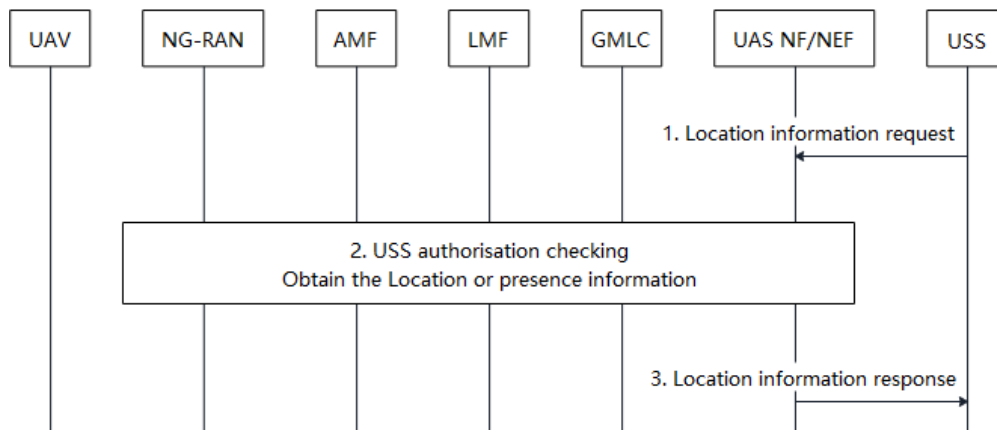 UAV
NG-RAN
AMF
LMF
GMLC
UAS NF/NEF
USS
1. Location information request
2. USS authorisation checking
Obtain the Location or presence information
3. Location information response